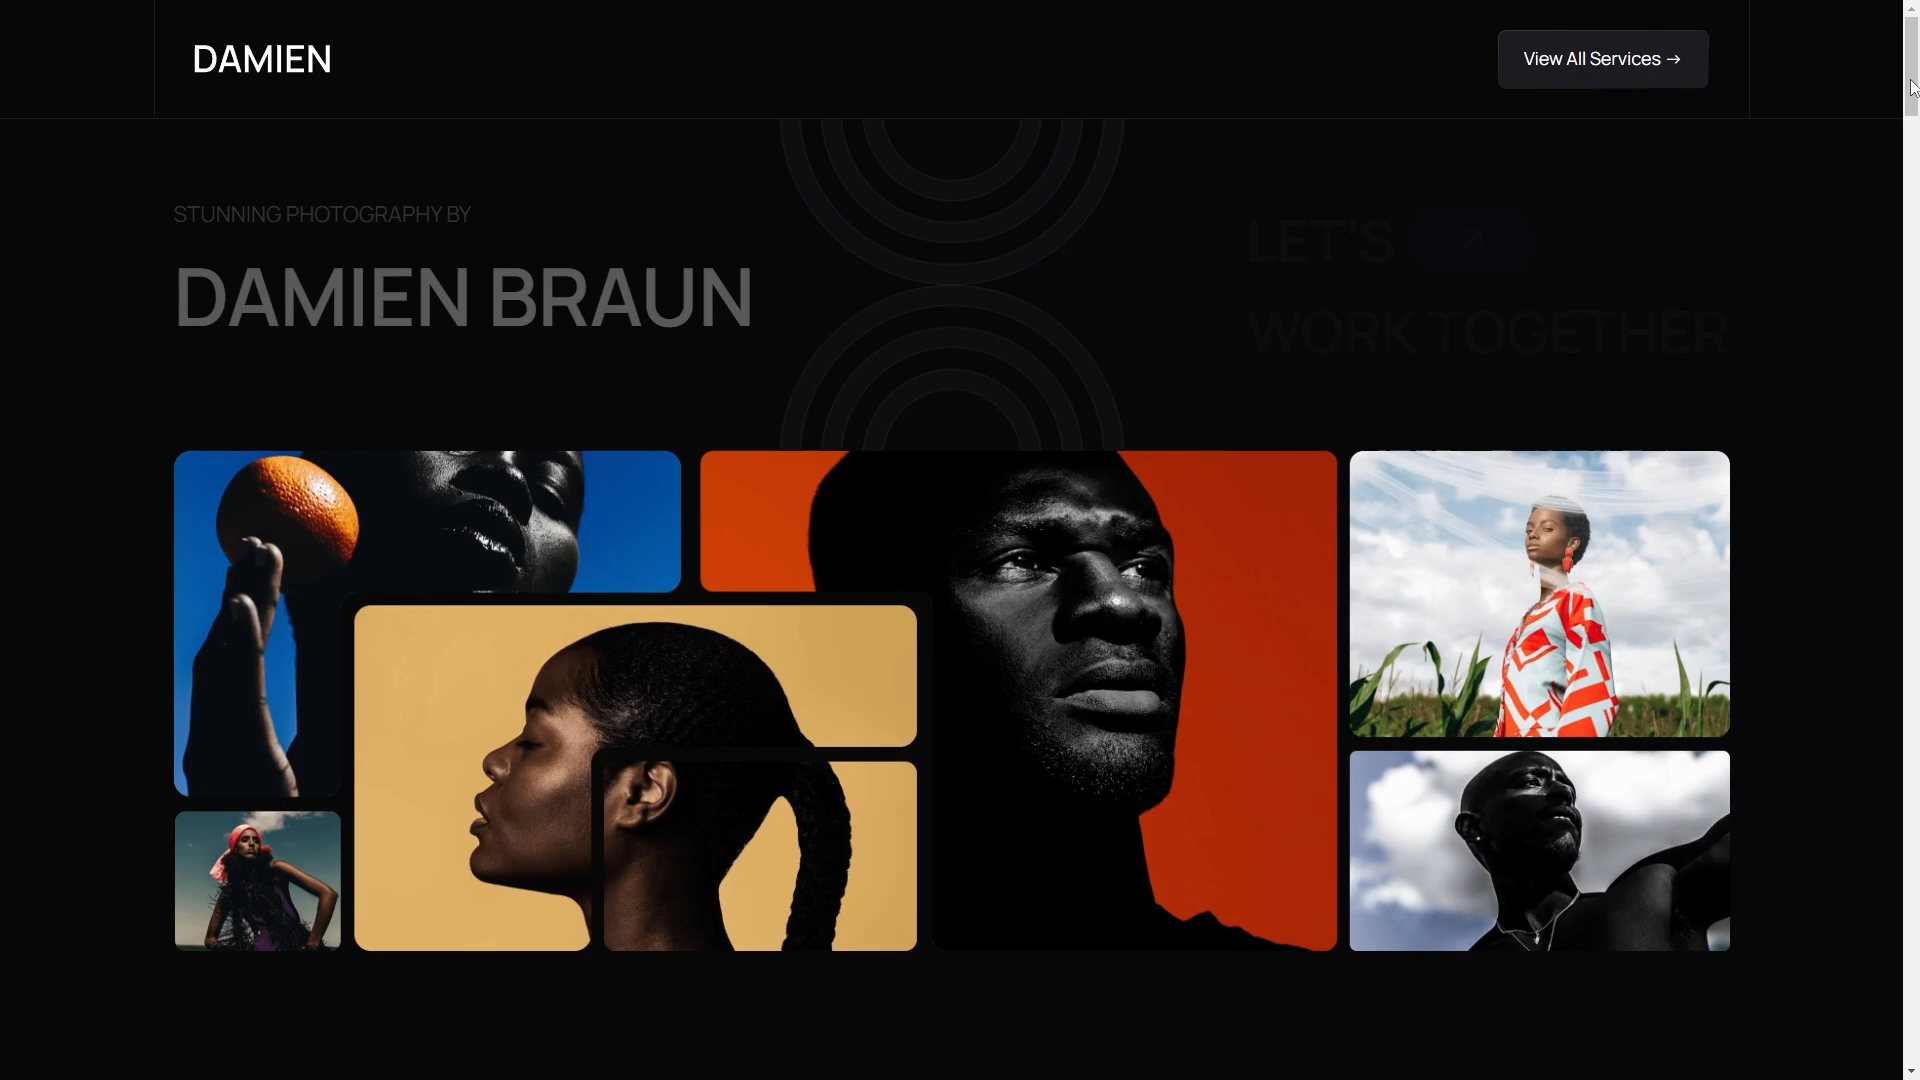 DAMIEN
View All Services →
STUNNING PHOTOGRAPHY BY
DAMIEN BRAUN
LET'S ↗
WORK TOGETHER